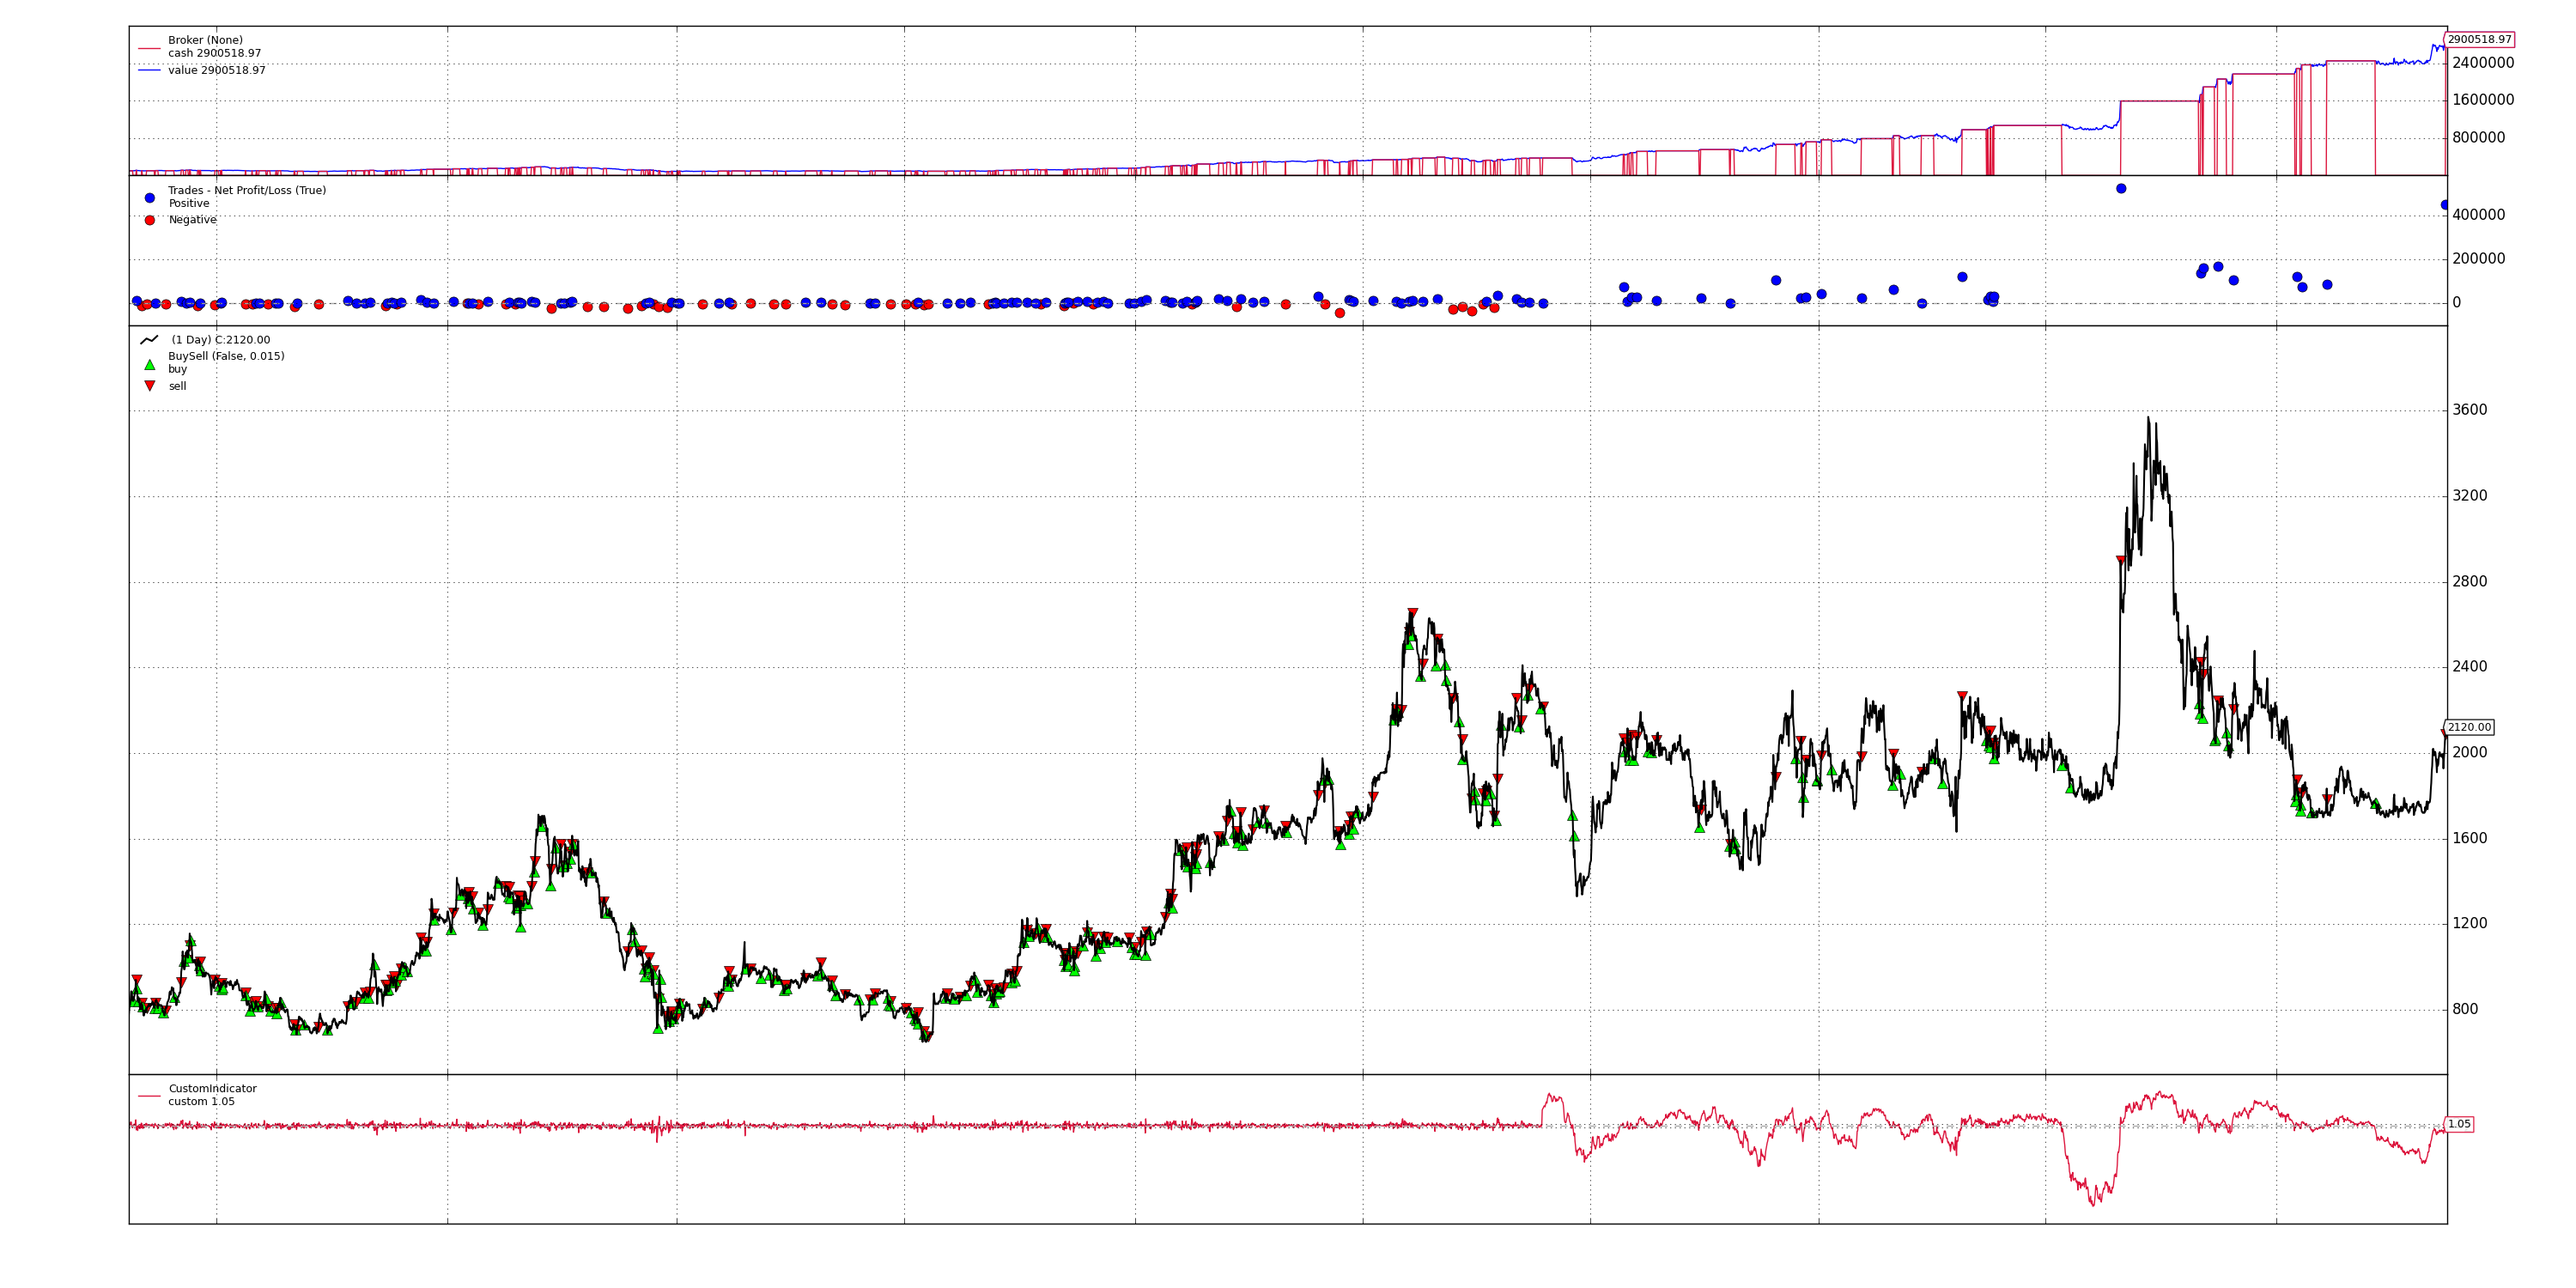 Broker (None)
cash 2900518.97
value 2900518.97
2900518.97
2400000
1600000
800000
Trades - Net Profit/Loss (True)
Positive
Negative
400000
200000
0
(1 Day) C:2120.00
BuySell (False, 0.015)
buy
sell
3600
3200
2800
2400
2120.00
2000
1600
1200
800
CustomIndicator
custom 1.05
1.05